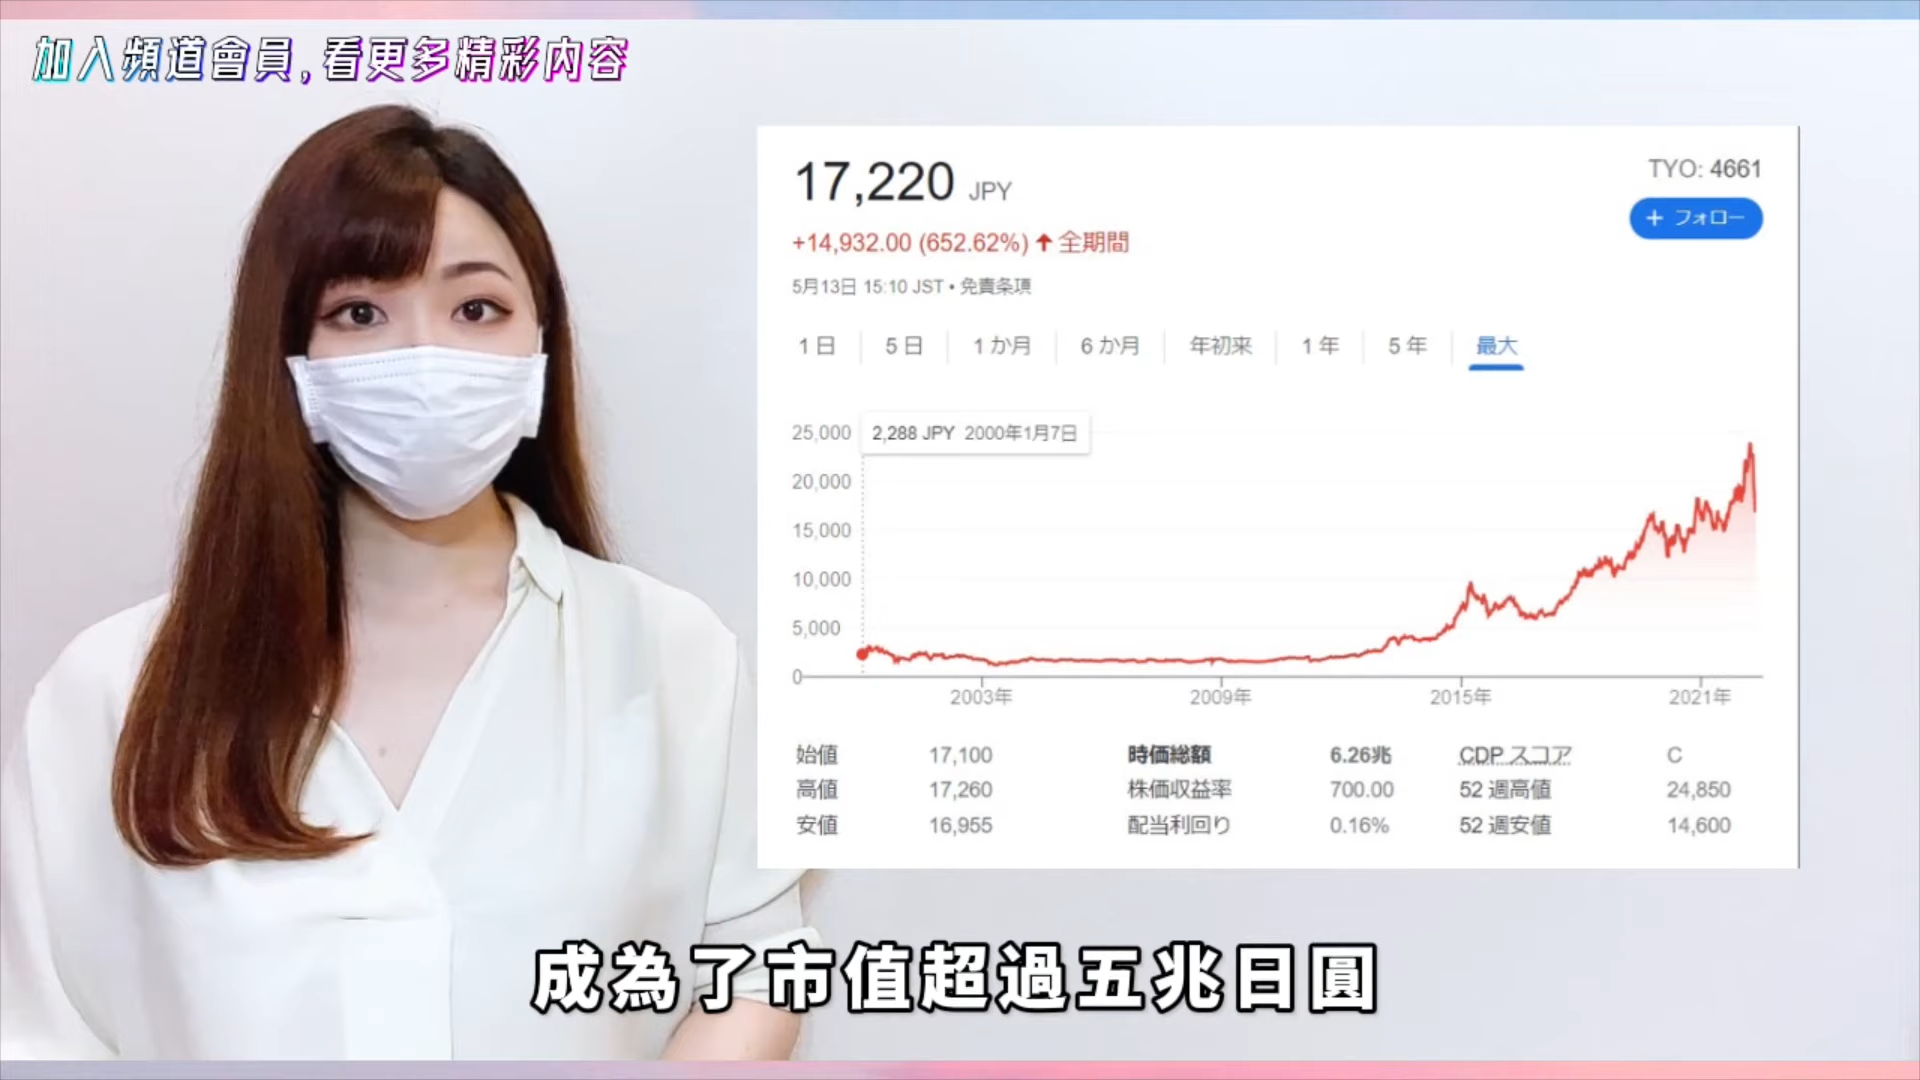 加入頻道會員,看更多精彩内容
17,220 JPY
TYO: 4661
+ フォロー
+14,932.00 (652.62%) ↑ 全期間
5月13日 15:10 JST • 免責条項
1 日 5 日 1 か月 6 か月 年初来 1 年 5 年 最大
2,288 JPY 2000年1月7日
25,000
20,000
15,000
10,000
5,000
0
2003年 2009年 2015年 2021年
始値 17,100 時価総額 6.26兆 CDP スコア C
高値 17,260 株価収益率 700.00 52 週高値 24,850
安値 16,955 配当利回り 0.16% 52 週安値 14,600
成為了市值超過五兆日圓